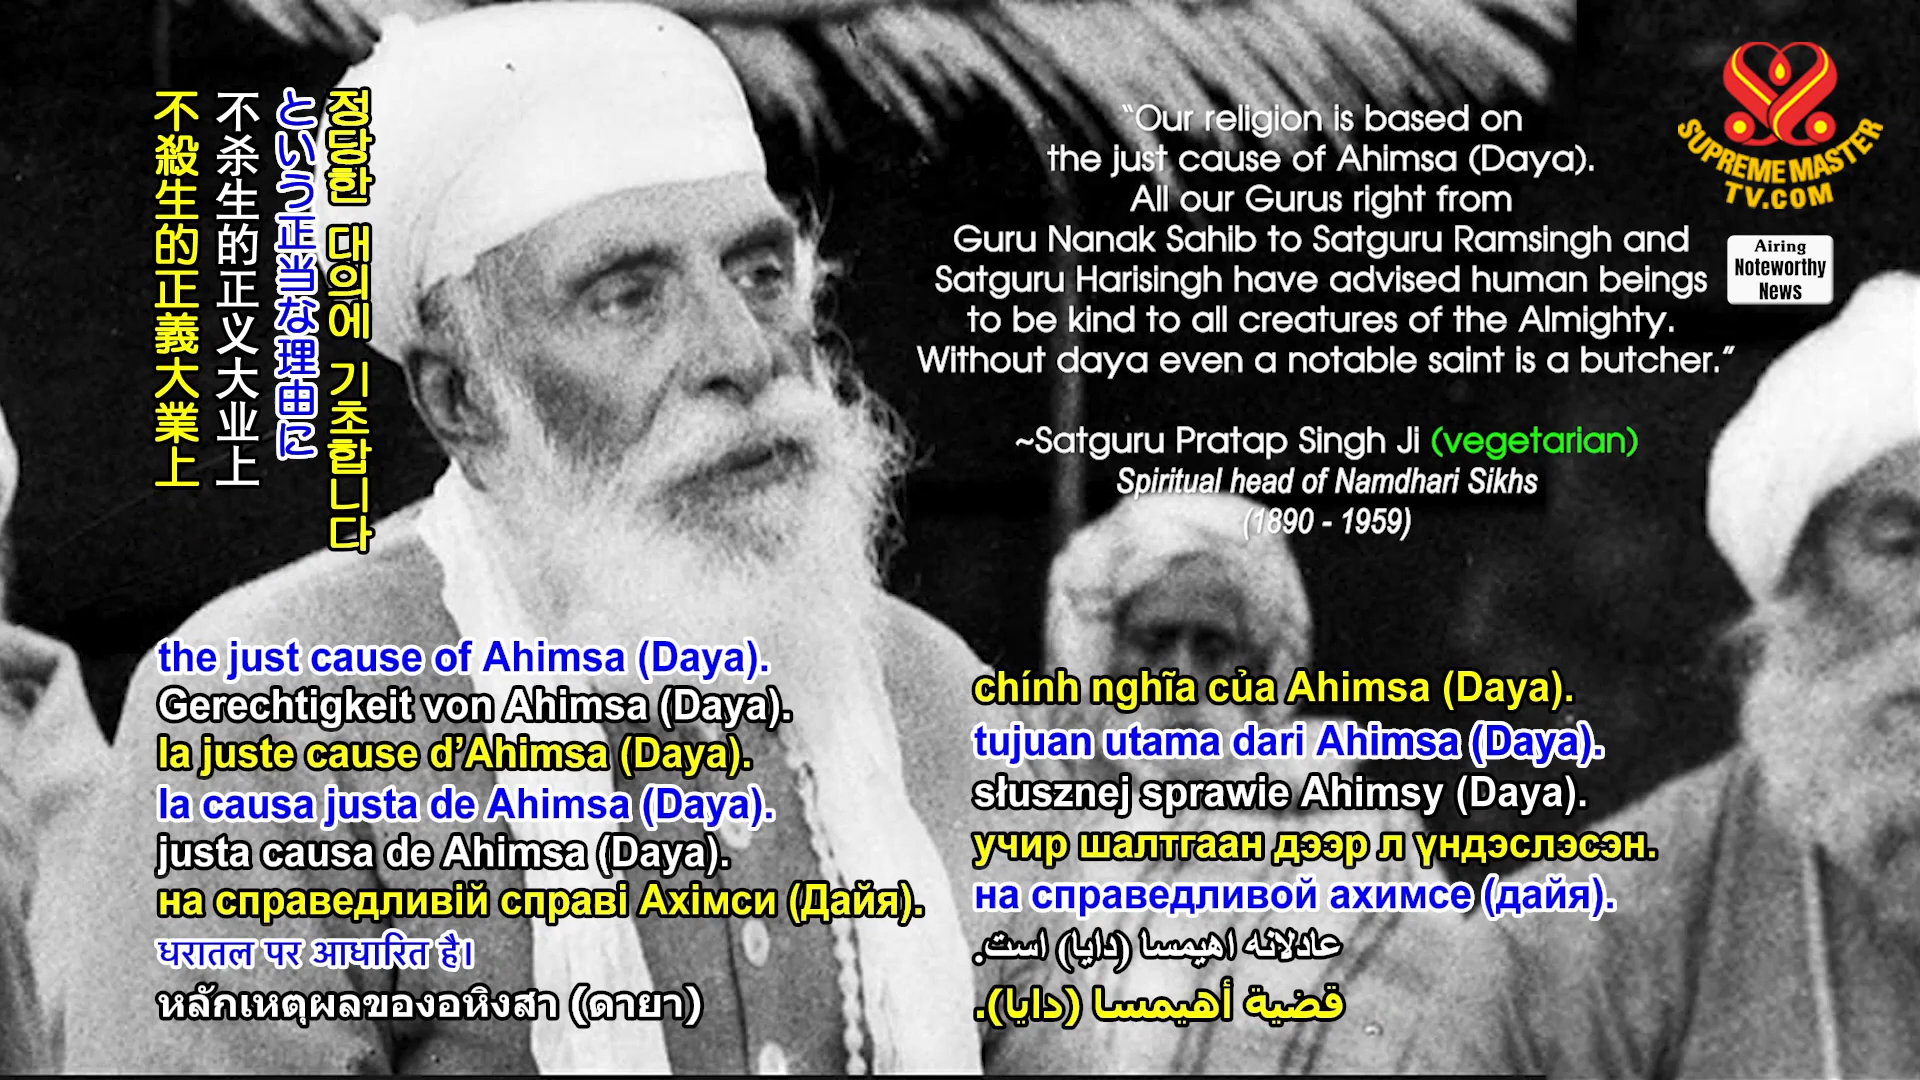 정당한 대의에 기초합니다
という正当な理由に
不杀生的正义大业上
不殺生的正義大業上
“Our religion is based on
the just cause of Ahimsa (Daya).
All our Gurus right from
Guru Nanak Sahib to Satguru Ramsingh and
Satguru Harisingh have advised human beings
to be kind to all creatures of the Almighty.
Without daya even a notable saint is a butcher.”
~Satguru Pratap Singh Ji (vegetarian)
Spiritual head of Namdhari Sikhs
(1890 - 1959)
SUPREME MASTER
TV.COM
Airing
Noteworthy
News
the just cause of Ahimsa (Daya).
Gerechtigkeit von Ahimsa (Daya).
la juste cause d’Ahimsa (Daya).
la causa justa de Ahimsa (Daya).
justa causa de Ahimsa (Daya).
на справедливій справі Ахімси (Дайя).
धरातल पर आधारित है।
หลักเหตุผลของอหิงสา (ดายา)
chính nghĩa của Ahimsa (Daya).
tujuan utama dari Ahimsa (Daya).
słusznej sprawie Ahimsy (Daya).
учир шалтгаан дээр л үндэслэсэн.
на справедливой ахимсе (дайя).
عادلانه اهیمسا (دایا) است.
قضية أهيمسا (دايا).